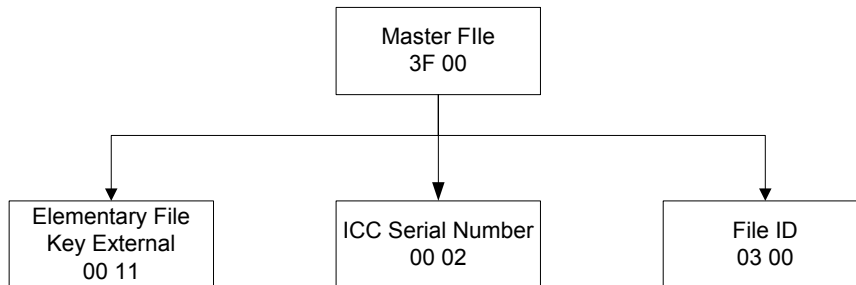 Master FIle
3F 00
Elementary File
Key External
00 11
ICC Serial Number
00 02
File ID
03 00